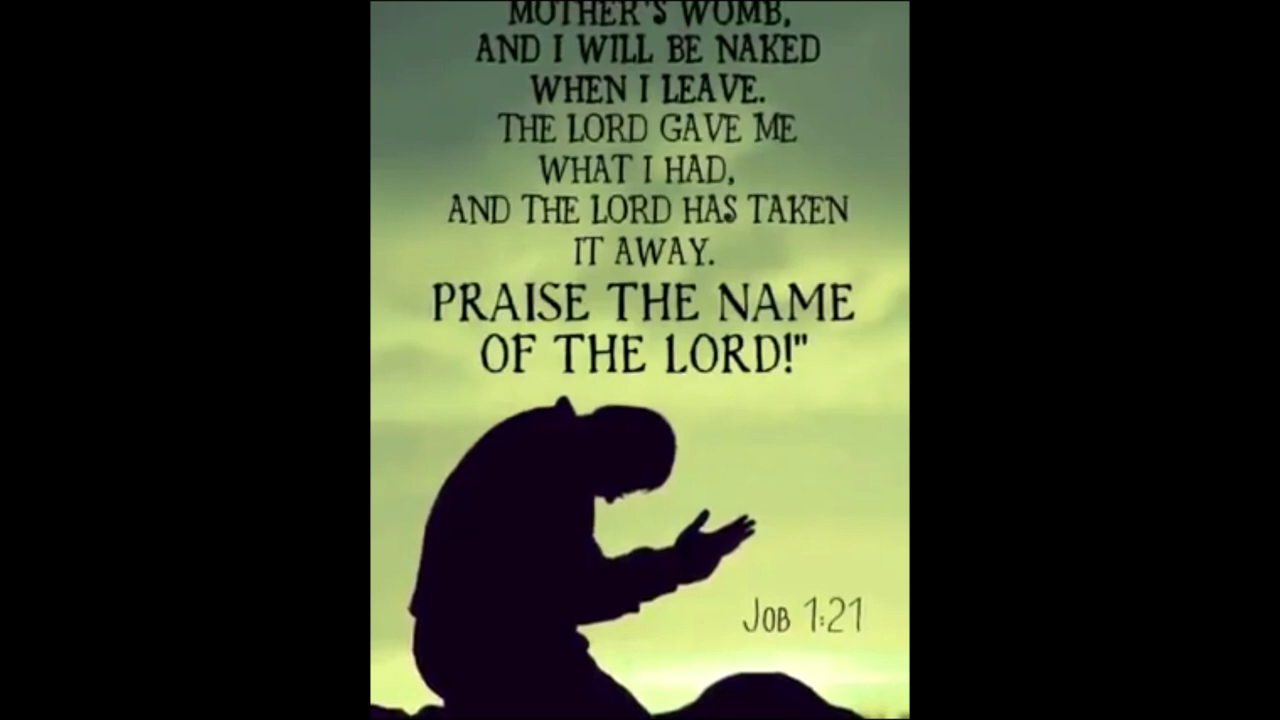 MOTHER'S WOMB,
AND I WILL BE NAKED
WHEN I LEAVE.
THE LORD GAVE ME
WHAT I HAD,
AND THE LORD HAS TAKEN
IT AWAY.
PRAISE THE NAME
OF THE LORD!"
JOB 1:21